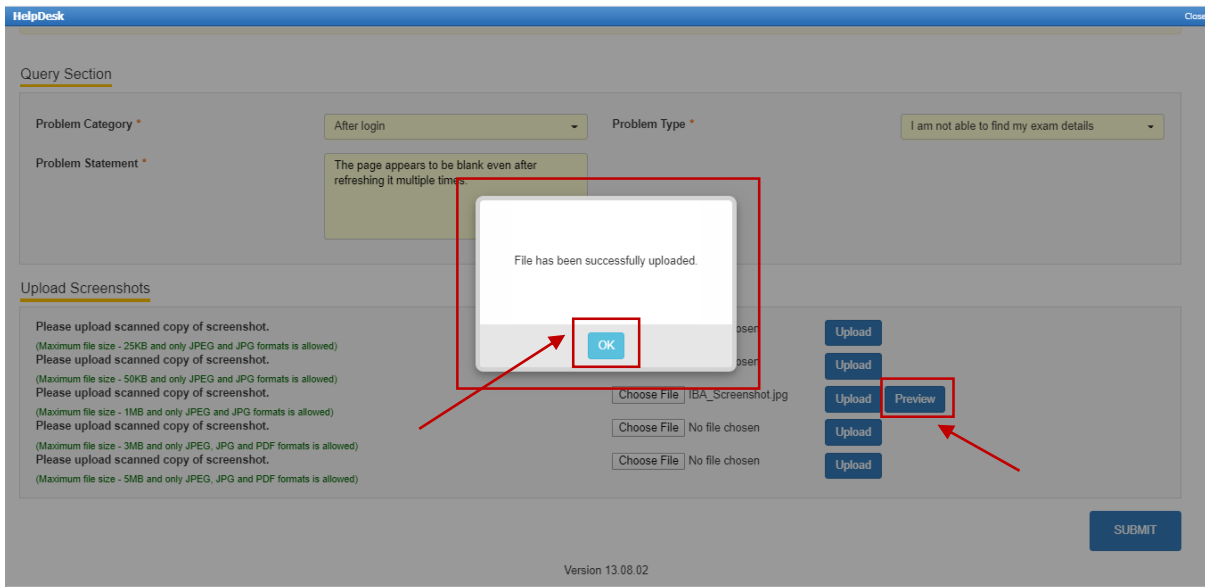 HelpDesk
Close
Query Section
Problem Category *
After login
Problem Type *
I am not able to find my exam details
Problem Statement *
The page appears to be blank even after
refreshing it multiple times.
File has been successfully uploaded.
OK
Upload Screenshots
Please upload scanned copy of screenshot.
Upload
(Maximum file size - 25KB and only JPEG and JPG formats is allowed)
Please upload scanned copy of screenshot.
Upload
(Maximum file size - 50KB and only JPEG and JPG formats is allowed)
Please upload scanned copy of screenshot.
Choose File IBA_Screenshot.jpg Upload Preview
(Maximum file size - 1MB and only JPEG and JPG formats is allowed)
Please upload scanned copy of screenshot.
Choose File No file chosen Upload
(Maximum file size - 3MB and only JPEG, JPG and PDF formats is allowed)
Please upload scanned copy of screenshot.
Choose File No file chosen Upload
(Maximum file size - 5MB and only JPEG, JPG and PDF formats is allowed)
SUBMIT
Version 13.08.02